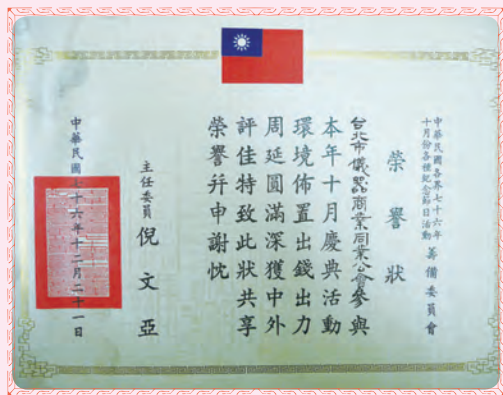 中華民國各界七十六年
十月份各種紀念節日活動
籌備委員會
榮譽狀
台北市儀器商業同業公會參與
本年十月慶典活動
環境佈置出錢出力
周延圓滿深獲中外
評佳特致此狀共享
榮譽并申謝忱
主任委員 倪文亞
中華民國七十六年十二月二十一日